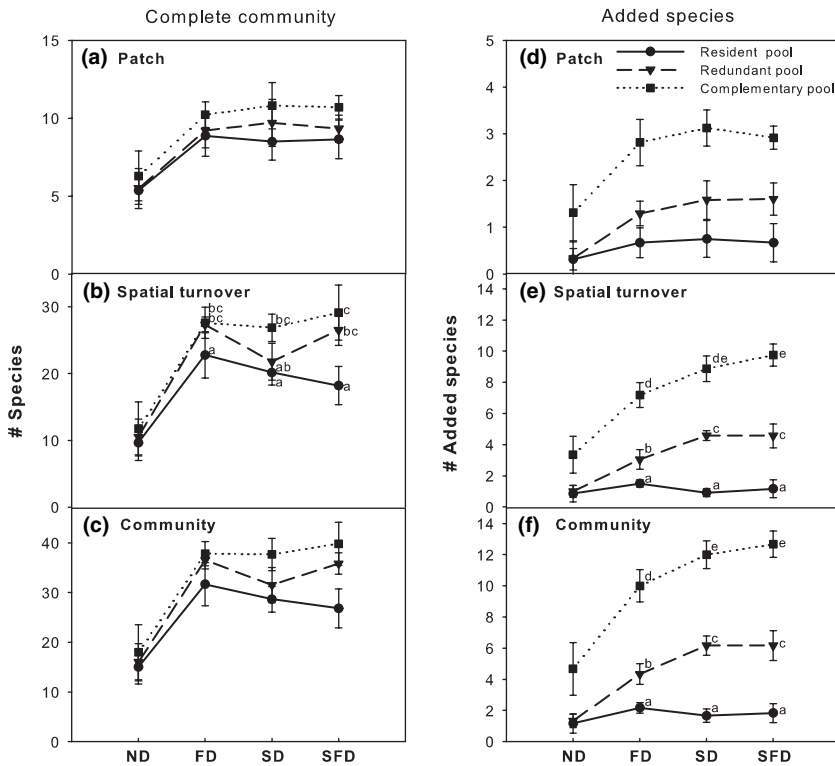 Complete community
Added species
# Species
(a) Patch
15
10
5
0
(b) Spatial turnover
30
20
10
0
bc
bc
a
bc
ab
a
c
bc
a
(c) Community
40
30
20
10
0
ND FD SD SFD
# Added species
(d) Patch
Resident pool
Redundant pool
Complementary pool
5
4
3
2
1
0
(e) Spatial turnover
14
12
10
8
6
4
2
0
d
b
a
de
c
a
e
c
a
(f) Community
14
12
10
8
6
4
2
0
d
b
a
e
c
a
e
c
a
ND FD SD SFD